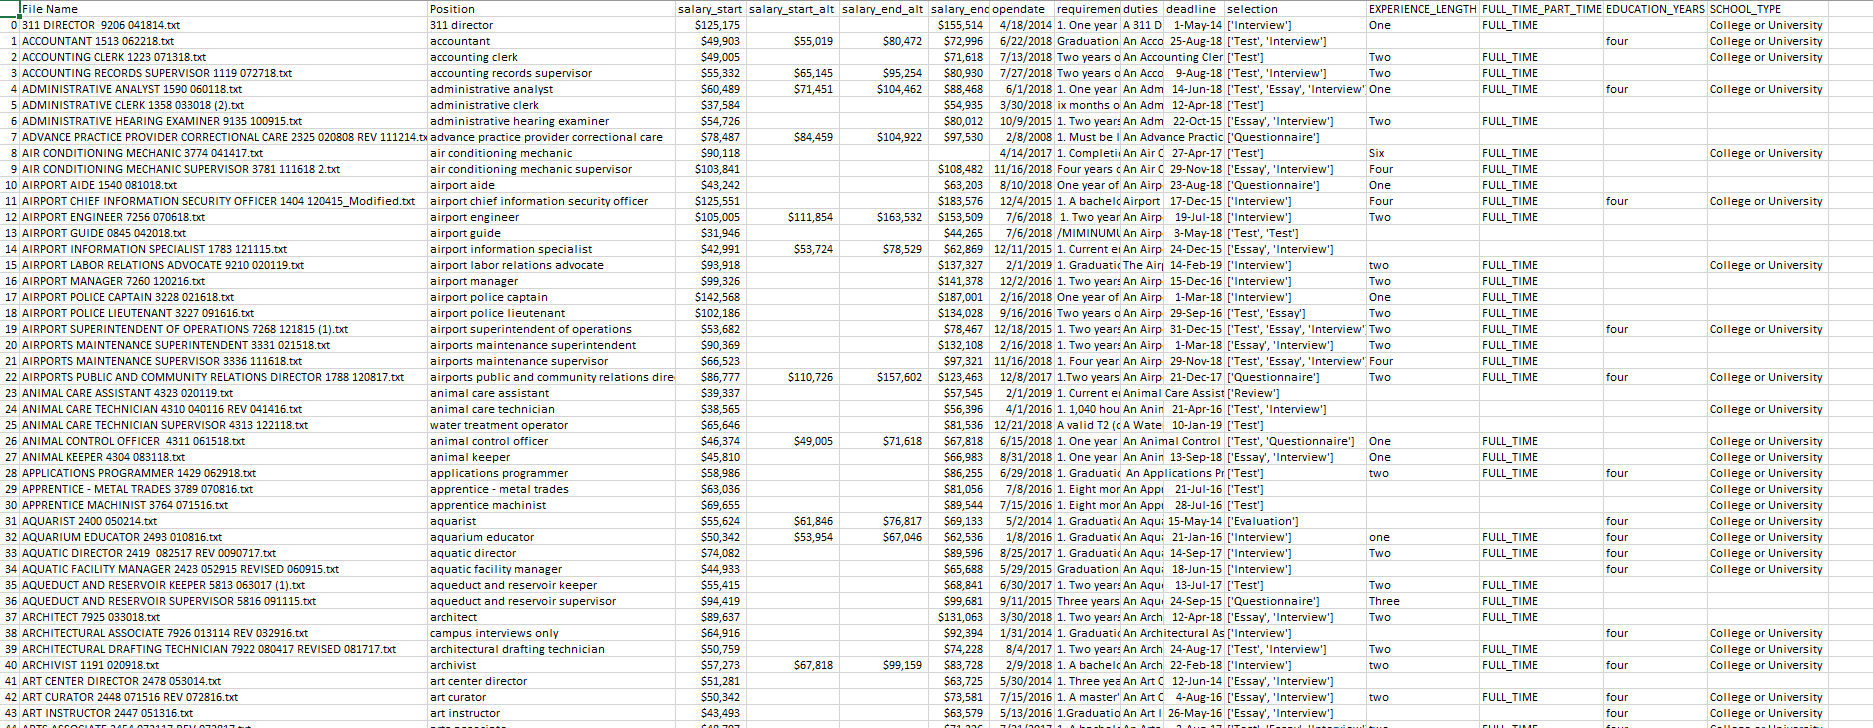 File Name Position salary_start salary_start_alt salary_end_alt salary_end opendate requiremen duties deadline selection EXPERIENCE_LENGTH FULL_TIME_PART_TIME EDUCATION_YEARS SCHOOL_TYPE
0 311 DIRECTOR  9206 041814.txt 311 director $125,175 $155,514 4/18/2014 1. One year A 311 D 1-May-14 ['Interview'] One FULL_TIME College or University
1 ACCOUNTANT 1513 062218.txt accountant $49,903 $55,019 $80,472 $72,996 6/22/2018 Graduation An Acco 25-Aug-18 ['Test', 'Interview'] four College or University
2 ACCOUNTING CLERK 1223 071318.txt accounting clerk $49,005 $71,618 7/13/2018 Two years o An Accounting Cler ['Test'] Two FULL_TIME College or University
3 ACCOUNTING RECORDS SUPERVISOR 1119 072718.txt accounting records supervisor $55,332 $65,145 $95,254 $80,930 7/27/2018 Two years o An Acco 9-Aug-18 ['Test', 'Interview'] Two FULL_TIME
4 ADMINISTRATIVE ANALYST 1590 060118.txt administrative analyst $60,489 $71,451 $104,462 $88,468 6/1/2018 1. One year An Adm 14-Jun-18 ['Test', 'Essay', 'Interview' One FULL_TIME four College or University
5 ADMINISTRATIVE CLERK 1358 033018 (2).txt administrative clerk $37,584 $54,935 3/30/2018 ix months o An Adm 12-Apr-18 ['Test']
6 ADMINISTRATIVE HEARING EXAMINER 9135 100915.txt administrative hearing examiner $54,726 $80,012 10/9/2015 1. Two years An Adm 22-Oct-15 ['Essay', 'Interview'] Two FULL_TIME
7 ADVANCE PRACTICE PROVIDER CORRECTIONAL CARE 2325 020808 REV 111214.tx advance practice provider correctional care $78,487 $84,459 $104,922 $97,530 2/8/2008 1. Must be l An Advance Practic ['Questionnaire']
8 AIR CONDITIONING MECHANIC 3774 041417.txt air conditioning mechanic $90,118 4/14/2017 1. Completi An Air C 27-Apr-17 ['Test'] Six FULL_TIME College or University
9 AIR CONDITIONING MECHANIC SUPERVISOR 3781 111618 2.txt air conditioning mechanic supervisor $103,841 $108,482 11/16/2018 Four years o An Air C 29-Nov-18 ['Essay', 'Interview'] Four FULL_TIME
10 AIRPORT AIDE 1540 081018.txt airport aide $43,242 $63,203 8/10/2018 One year of An Airp 23-Aug-18 ['Questionnaire'] One FULL_TIME
11 AIRPORT CHIEF INFORMATION SECURITY OFFICER 1404 120415_Modified.txt airport chief information security officer $125,551 $183,576 12/4/2015 1. A bachel Airport 17-Dec-15 ['Interview'] Four FULL_TIME four College or University
12 AIRPORT ENGINEER 7256 070618.txt airport engineer $105,005 $111,854 $163,532 $153,509 7/6/2018 1. Two year An Airp 19-Jul-18 ['Interview'] Two FULL_TIME
13 AIRPORT GUIDE 0845 042018.txt airport guide $31,946 $44,265 7/6/2018 /MIMINUMU An Airp 3-May-18 ['Test', 'Test']
14 AIRPORT INFORMATION SPECIALIST 1783 121115.txt airport information specialist $42,991 $53,724 $78,529 $62,869 12/11/2015 1. Current e An Airp 24-Dec-15 ['Essay', 'Interview']
15 AIRPORT LABOR RELATIONS ADVOCATE 9210 020119.txt airport labor relations advocate $93,918 $137,327 2/1/2019 1. Graduatic The Airp 14-Feb-19 ['Interview'] two FULL_TIME College or University
16 AIRPORT MANAGER 7260 120216.txt airport manager $99,326 $141,378 12/2/2016 1. Two years An Airp 15-Dec-16 ['Interview'] Two FULL_TIME
17 AIRPORT POLICE CAPTAIN 3228 021618.txt airport police captain $142,568 $187,001 2/16/2018 One year of An Airp 1-Mar-18 ['Interview'] One FULL_TIME
18 AIRPORT POLICE LIEUTENANT 3227 091616.txt airport police lieutenant $102,186 $134,028 9/16/2016 Two years o An Airp 29-Sep-16 ['Test', 'Essay'] Two FULL_TIME
19 AIRPORT SUPERINTENDENT OF OPERATIONS 7268 121815 (1).txt airport superintendent of operations $53,682 $78,467 12/18/2015 1. Two years An Airp 31-Dec-15 ['Test', 'Essay', 'Interview' Two FULL_TIME four College or University
20 AIRPORTS MAINTENANCE SUPERINTENDENT 3331 021518.txt airports maintenance superintendent $90,369 $132,108 2/16/2018 1. Two years An Airp 1-Mar-18 ['Essay', 'Interview'] Two FULL_TIME
21 AIRPORTS MAINTENANCE SUPERVISOR 3336 111618.txt airports maintenance supervisor $66,523 $97,321 11/16/2018 1. Four year An Airp 29-Nov-18 ['Test', 'Essay', 'Interview' Four FULL_TIME
22 AIRPORTS PUBLIC AND COMMUNITY RELATIONS DIRECTOR 1788 120817.txt airports public and community relations dire $86,777 $110,726 $157,602 $123,463 12/8/2017 1.Two years An Airp 21-Dec-17 ['Questionnaire'] Two FULL_TIME four College or University
23 ANIMAL CARE ASSISTANT 4323 020119.txt animal care assistant $39,337 $57,545 2/1/2019 1. Current e Animal Care Assist ['Review']
24 ANIMAL CARE TECHNICIAN 4310 040116 REV 041416.txt animal care technician $38,565 $56,396 4/1/2016 1. 1,040 hou An Anin 21-Apr-16 ['Test', 'Interview'] College or University
25 ANIMAL CARE TECHNICIAN SUPERVISOR 4313 122118.txt water treatment operator $65,646 $81,536 12/21/2018 A valid T2 (c A Wate 10-Jan-19 ['Test']
26 ANIMAL CONTROL OFFICER  4311 061518.txt animal control officer $46,374 $49,005 $71,618 $67,818 6/15/2018 1. One year An Animal Control ['Test', 'Questionnaire'] One FULL_TIME College or University
27 ANIMAL KEEPER 4304 083118.txt animal keeper $45,810 $66,983 8/31/2018 1. One year An Anim 13-Sep-18 ['Essay', 'Interview'] One FULL_TIME College or University
28 APPLICATIONS PROGRAMMER 1429 062918.txt applications programmer $58,986 $86,255 6/29/2018 1. Graduatic An Applications Pr ['Test'] two FULL_TIME four College or University
29 APPRENTICE - METAL TRADES 3789 070816.txt apprentice - metal trades $63,036 $81,056 7/8/2016 1. Eight mor An Appr 21-Jul-16 ['Test'] College or University
30 APPRENTICE MACHINIST 3764 071516.txt apprentice machinist $69,655 $89,544 7/15/2016 1. Eight mor An Appr 28-Jul-16 ['Test'] College or University
31 AQUARIST 2400 050214.txt aquarist $55,624 $61,846 $76,817 $69,133 5/2/2014 1. Graduatic An Aqua 15-May-14 ['Evaluation'] four College or University
32 AQUARIUM EDUCATOR 2493 010816.txt aquarium educator $50,342 $53,954 $67,046 $62,536 1/8/2016 1. Graduatic An Aqua 21-Jan-16 ['Interview'] one FULL_TIME four College or University
33 AQUATIC DIRECTOR 2419  082517 REV 0090717.txt aquatic director $74,082 $89,596 8/25/2017 1. Graduatic An Aqua 14-Sep-17 ['Interview'] Two FULL_TIME four College or University
34 AQUATIC FACILITY MANAGER 2423 052915 REVISED 060915.txt aquatic facility manager $44,933 $65,688 5/29/2015 Graduation An Aqua 18-Jun-15 ['Interview'] four College or University
35 AQUEDUCT AND RESERVOIR KEEPER 5813 063017 (1).txt aqueduct and reservoir keeper $55,415 $68,841 6/30/2017 1. Two years An Aque 13-Jul-17 ['Test'] Two FULL_TIME
36 AQUEDUCT AND RESERVOIR SUPERVISOR 5816 091115.txt aqueduct and reservoir supervisor $94,419 $99,681 9/11/2015 Three years An Aque 24-Sep-15 ['Questionnaire'] Three FULL_TIME
37 ARCHITECT 7925 033018.txt architect $89,637 $131,063 3/30/2018 1. Two years An Arch 12-Apr-18 ['Essay', 'Interview'] Two FULL_TIME
38 ARCHITECTURAL ASSOCIATE 7926 013114 REV 032916.txt campus interviews only $64,916 $92,394 1/31/2014 1. Graduatic An Architectural As ['Interview'] four College or University
39 ARCHITECTURAL DRAFTING TECHNICIAN 7922 080417 REVISED 081717.txt architectural drafting technician $50,759 $74,228 8/4/2017 1. Two years An Arch 24-Aug-17 ['Test', 'Interview'] Two FULL_TIME College or University
40 ARCHIVIST 1191 020918.txt archivist $57,273 $67,818 $99,159 $83,728 2/9/2018 1. A bachelc An Arch 22-Feb-18 ['Interview'] two FULL_TIME four College or University
41 ART CENTER DIRECTOR 2478 053014.txt art center director $51,281 $63,725 5/30/2014 1. Three yea An Art C 12-Jun-14 ['Essay', 'Interview']
42 ART CURATOR 2448 071516 REV 072816.txt art curator $50,342 $73,581 7/15/2016 1. A master' An Art C 4-Aug-16 ['Essay', 'Interview'] two FULL_TIME four College or University
43 ART INSTRUCTOR 2447 051316.txt art instructor $43,493 $63,579 5/13/2016 1.Graduatio An Art I 26-May-16 ['Essay', 'Interview'] four College or University